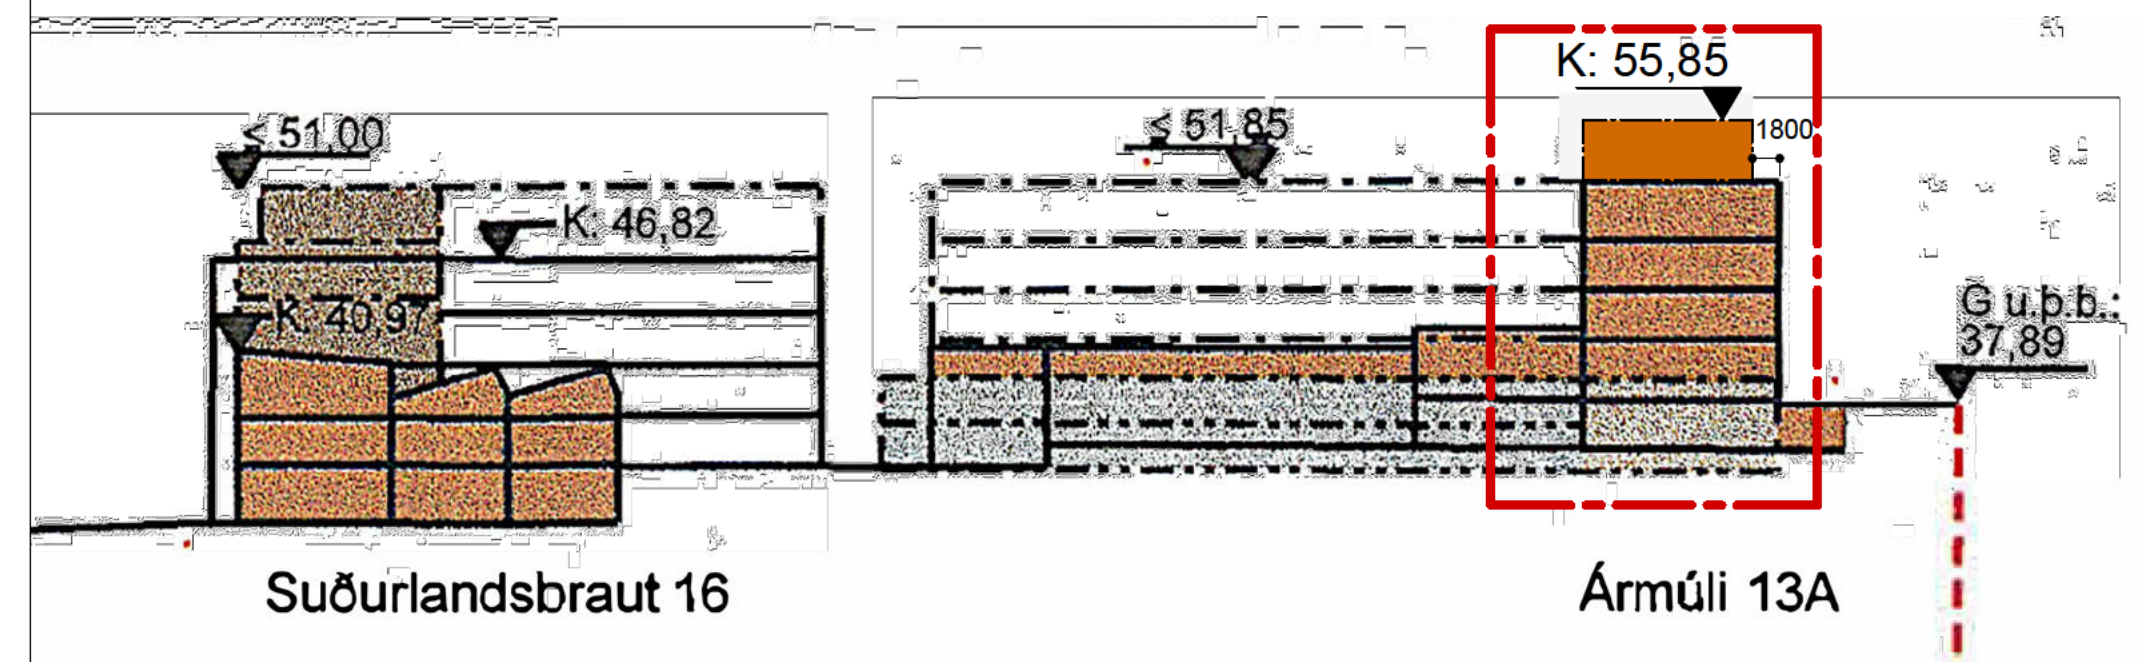 K: 55,85
≤ 51,00
≤ 51,85
1800
K: 46,82
K: 40,97
G u.þ.b.:
37,89
Suðurlandsbraut 16
Ármúli 13A